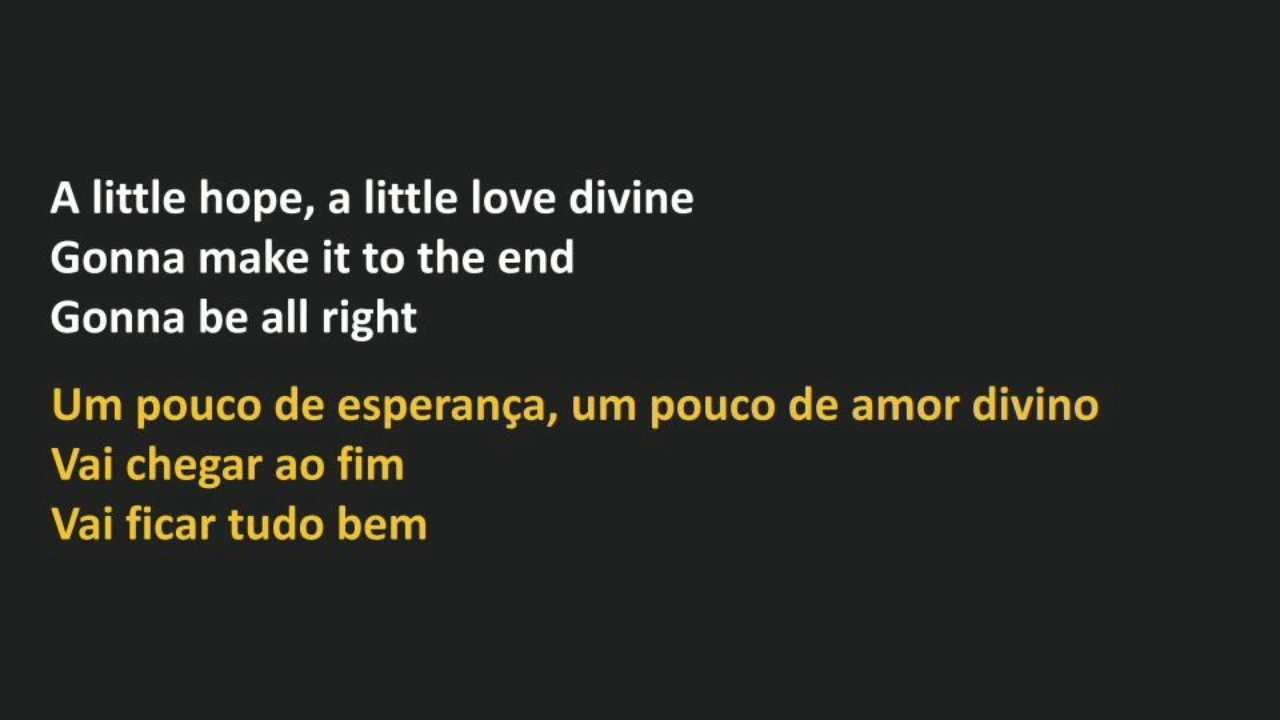 A little hope, a little love divine
Gonna make it to the end
Gonna be all right
Um pouco de esperança, um pouco de amor divino
Vai chegar ao fim
Vai ficar tudo bem